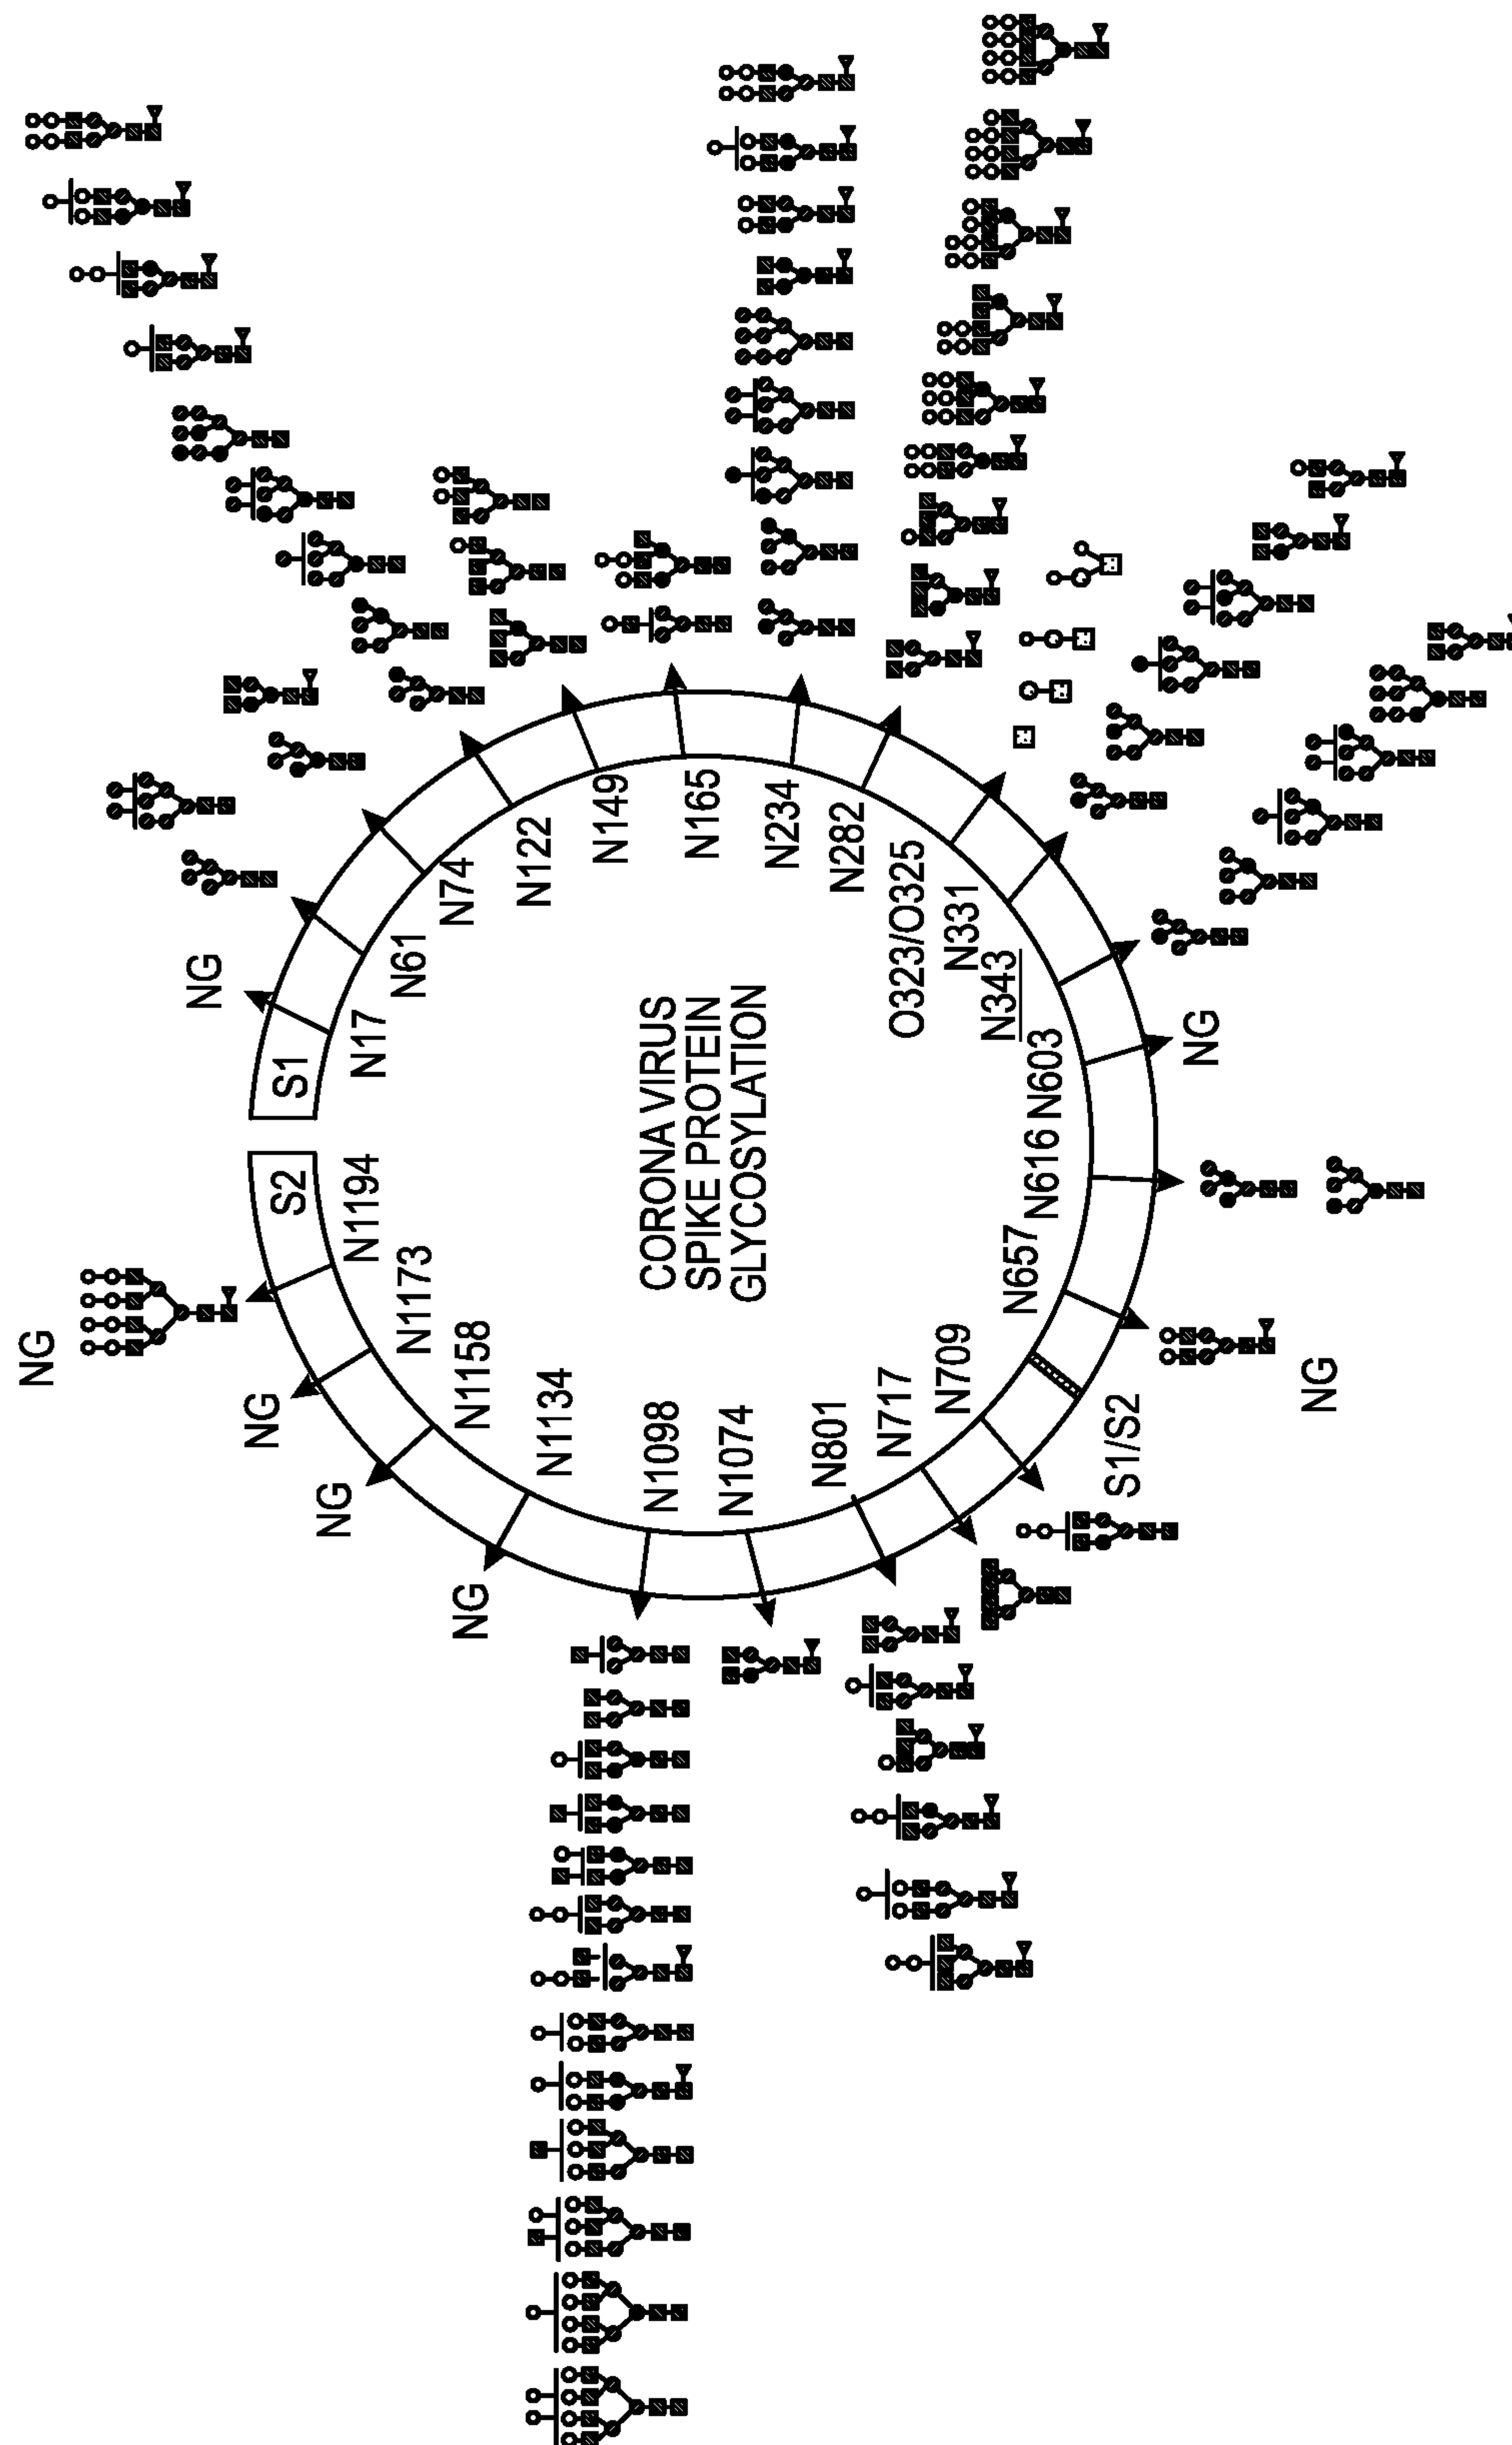 CORONA VIRUS
SPIKE PROTEIN
GLYCOSYLATION
S1
N17
N61
N74
N122
N149
N165
N234
N282
O323/O325
N331
N343
N603
N616
N657
S1/S2
N709
N717
N801
N1074
N1098
N1134
N1158
N1173
N1194
S2
NG
NG
NG
NG
NG
NG
NG